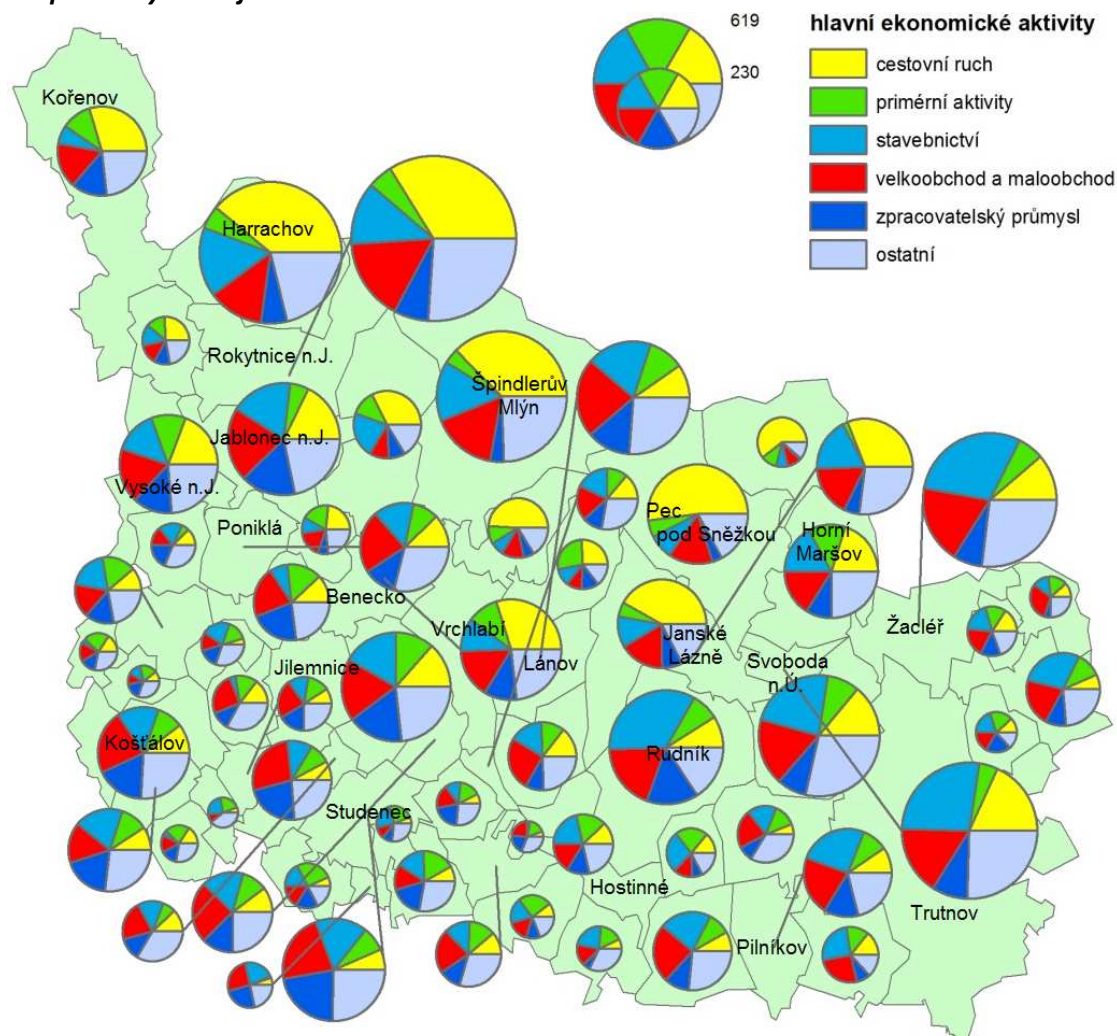 619
230
hlavní ekonomické aktivity
cestovní ruch
primérní aktivity
stavebnictví
velkoobchod a maloobchod
zpracovatelský průmysl
ostatní
Kořenov
Harrachov
Rokytnice n.J.
Špindlerův
Mlýn
Jablonec n.J.
Vysoké n.J.
Poniklá
Pec
pod Sněžkou
Horní
Maršov
Benecko
Vrchlabí
Lánov
Janské
Lázně
Žacléř
Jilemnice
Svoboda
n.Ú.
Košťálov
Rudník
Studenec
Hostinné
Pilníkov
Trutnov